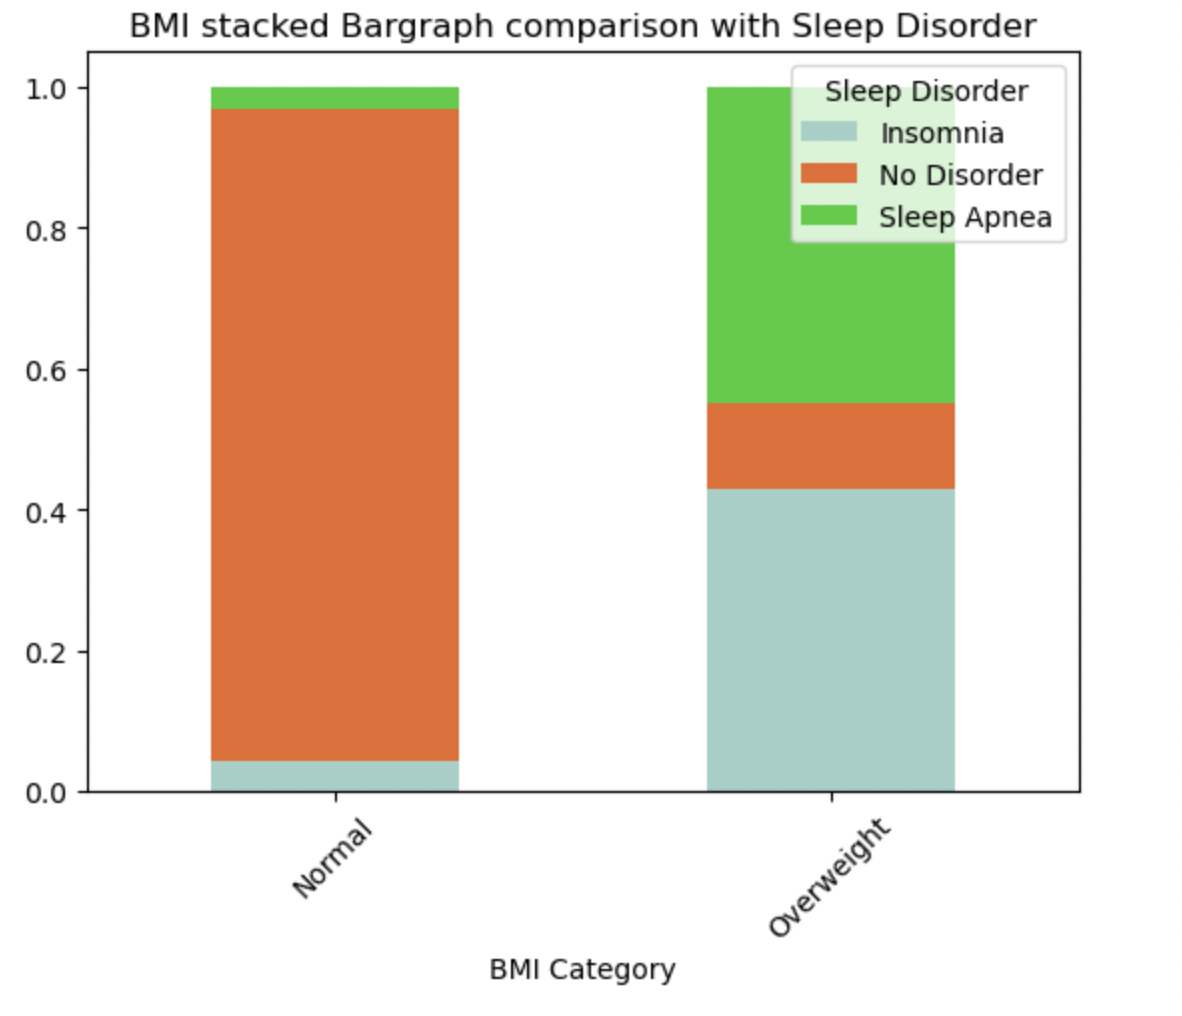 BMI stacked Bargraph comparison with Sleep Disorder
1.0
0.8
0.6
0.4
0.2
0.0
Sleep Disorder
Insomnia
No Disorder
Sleep Apnea
Normal
Overweight
BMI Category